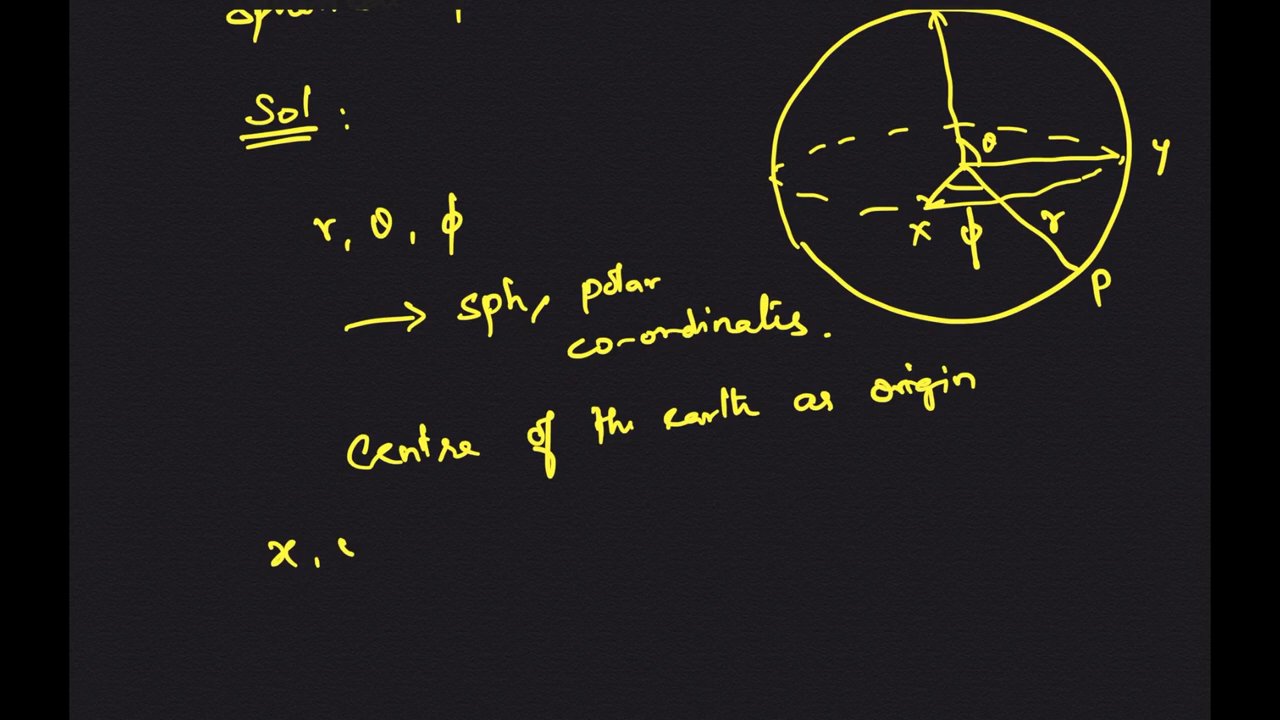 Sol :
r, θ, ϕ
→ sph, polar
co-ordinates.
Centre of the earth as origin
x,
θ
y
x
ϕ
r
P